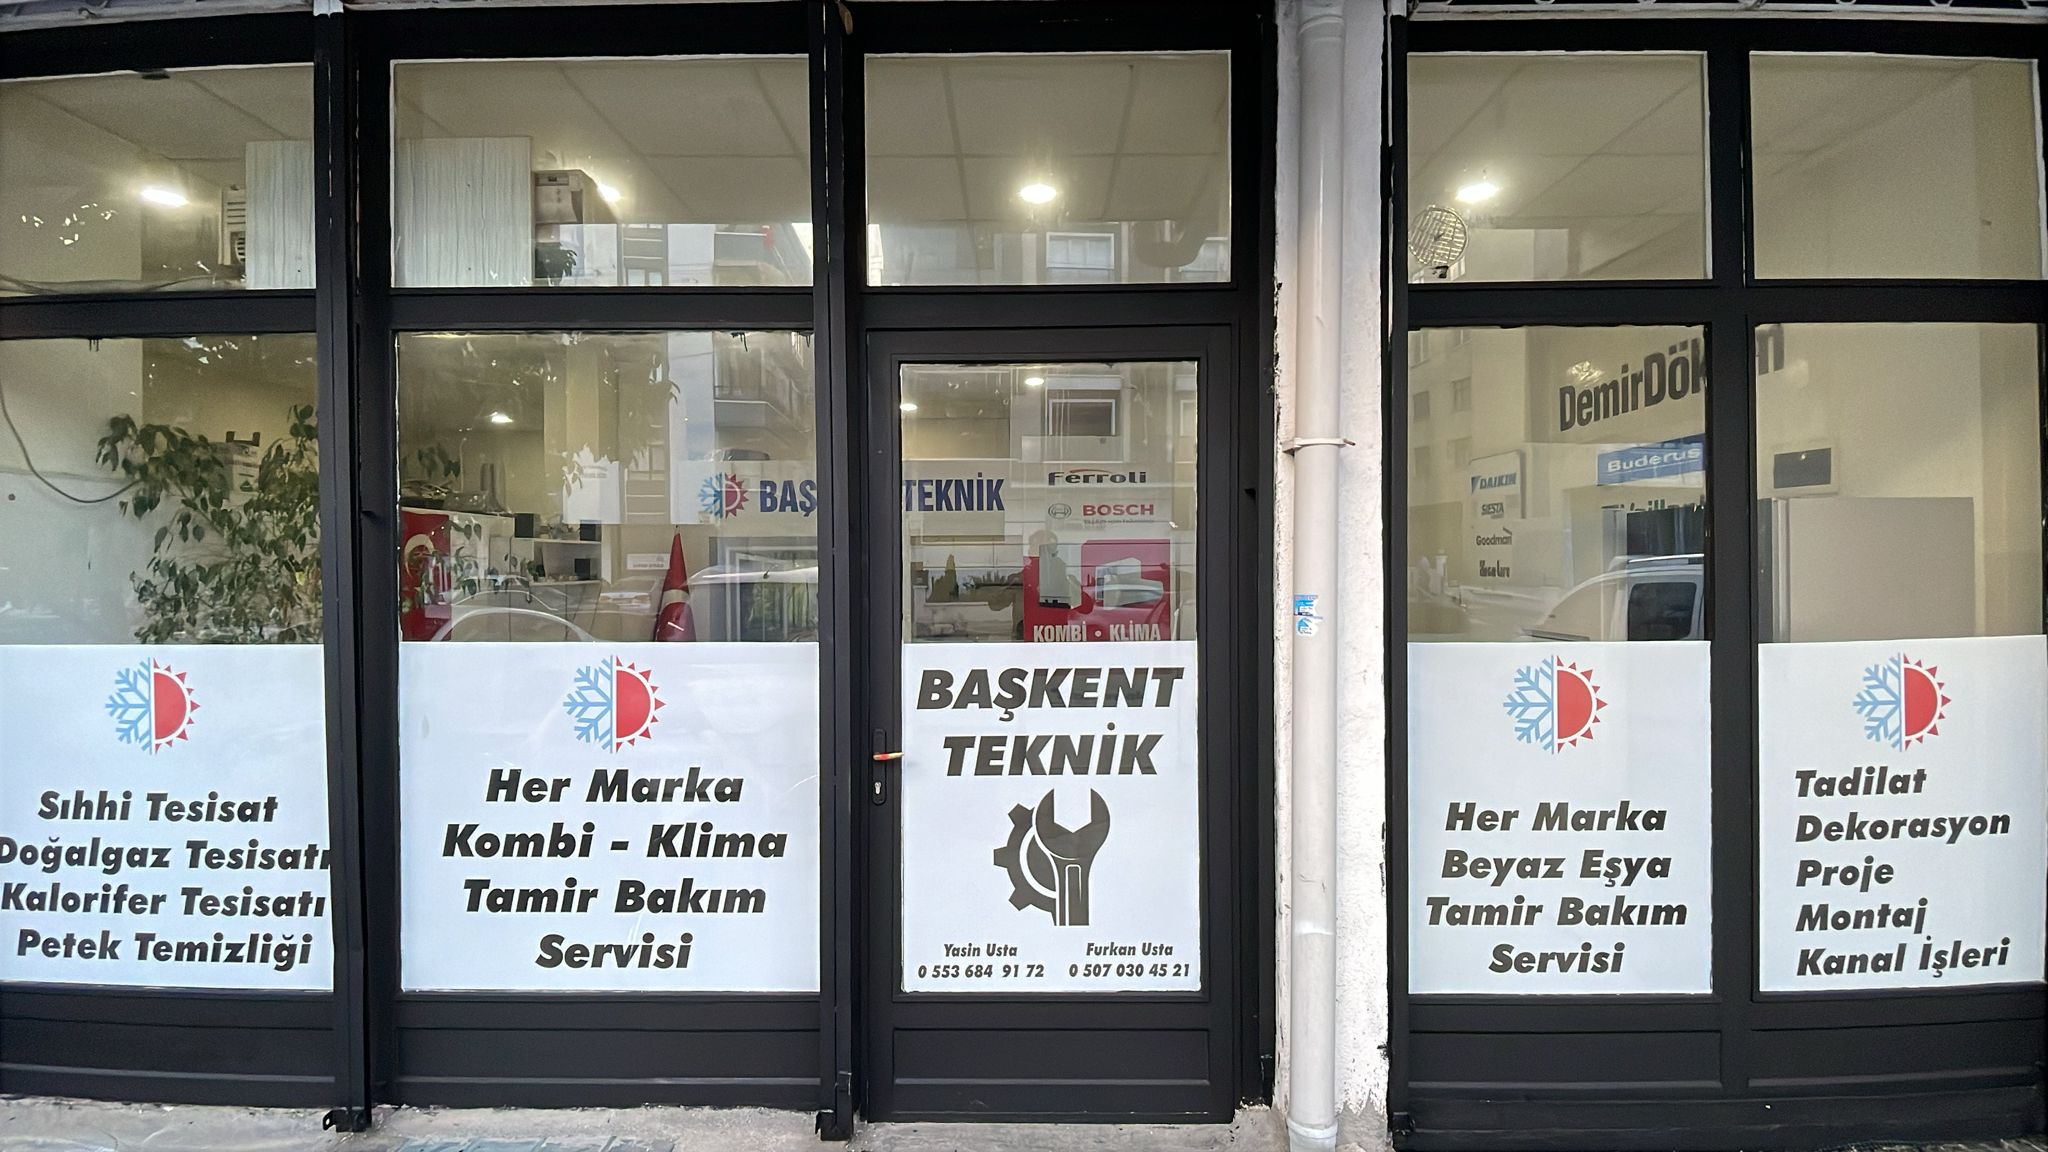 BAŞ TEKNİK
Ferroli
BOSCH
KOMBİ • KLİMA
DemirDök
Buderus
DAIKIN
SIESTA
Goodman
Sıhhi Tesisat
Doğalgaz Tesisatı
Kalorifer Tesisatı
Petek Temizliği
Her Marka
Kombi - Klima
Tamir Bakım
Servisi
BAŞKENT
TEKNİK
Yasin Usta
0 553 684 91 72
Furkan Usta
0 507 030 45 21
Her Marka
Beyaz Eşya
Tamir Bakım
Servisi
Tadilat
Dekorasyon
Proje
Montaj
Kanal İşleri